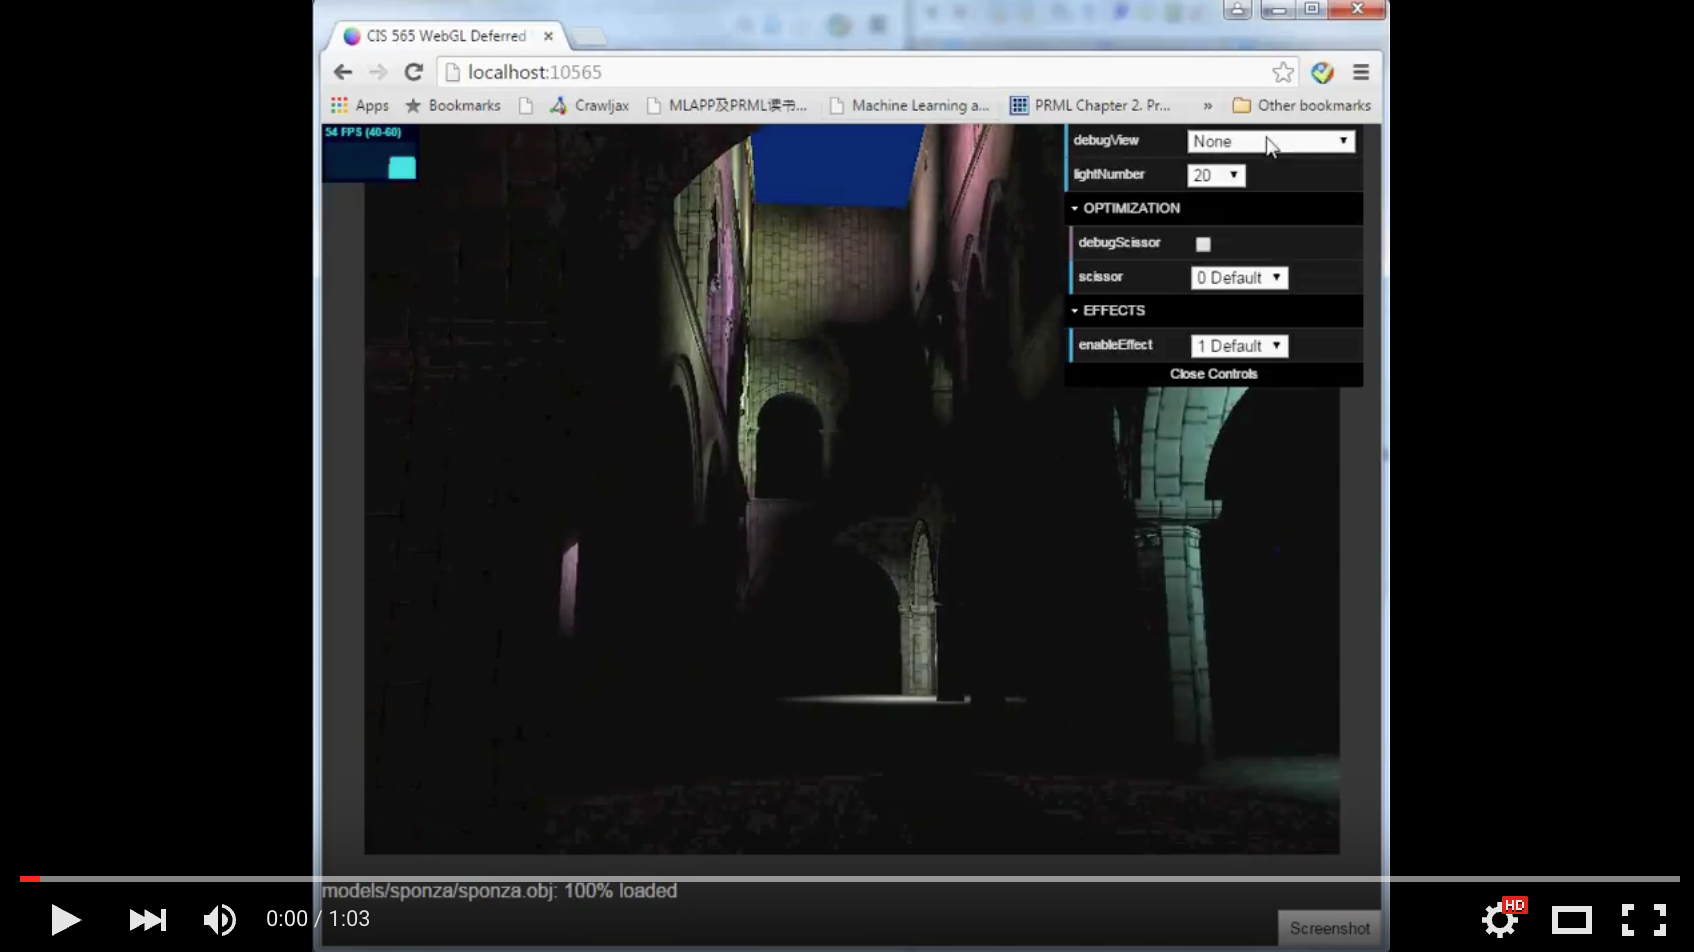 CIS 565 WebGL Deferred
localhost:10565
Apps Bookmarks Crawljax MLAPP及PRML读书... Machine Learning a... PRML Chapter 2. Pr... » Other bookmarks
54 FPS (40-60)
debugView None
lightNumber 20
OPTIMIZATION
debugScissor
scissor 0 Default
EFFECTS
enableEffect 1 Default
Close Controls
models/sponza/sponza.obj: 100% loaded
0:00 / 1:03
HD
Screenshot